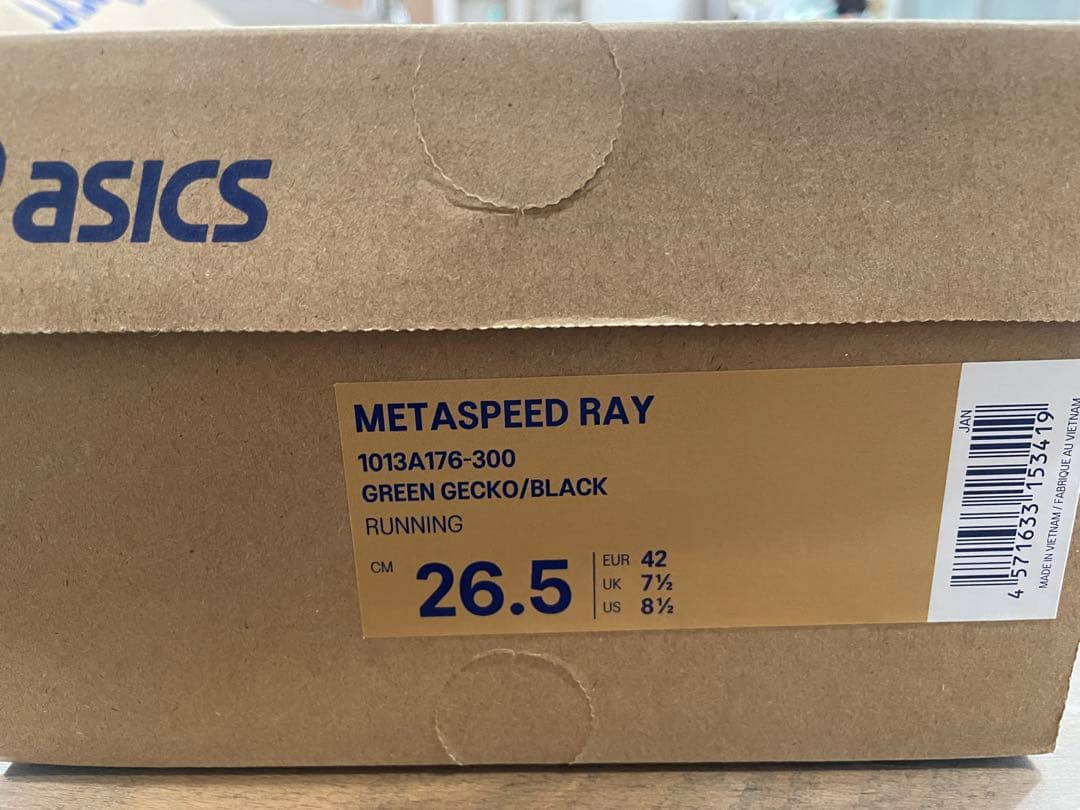 asics
METASPEED RAY
1013A176-300
GREEN GECKO/BLACK
RUNNING
CM 26.5
EUR 42
UK 7½
US 8½
JAN
4 571633 153419
MADE IN VIETNAM / FABRIQUE AU VIETNAM